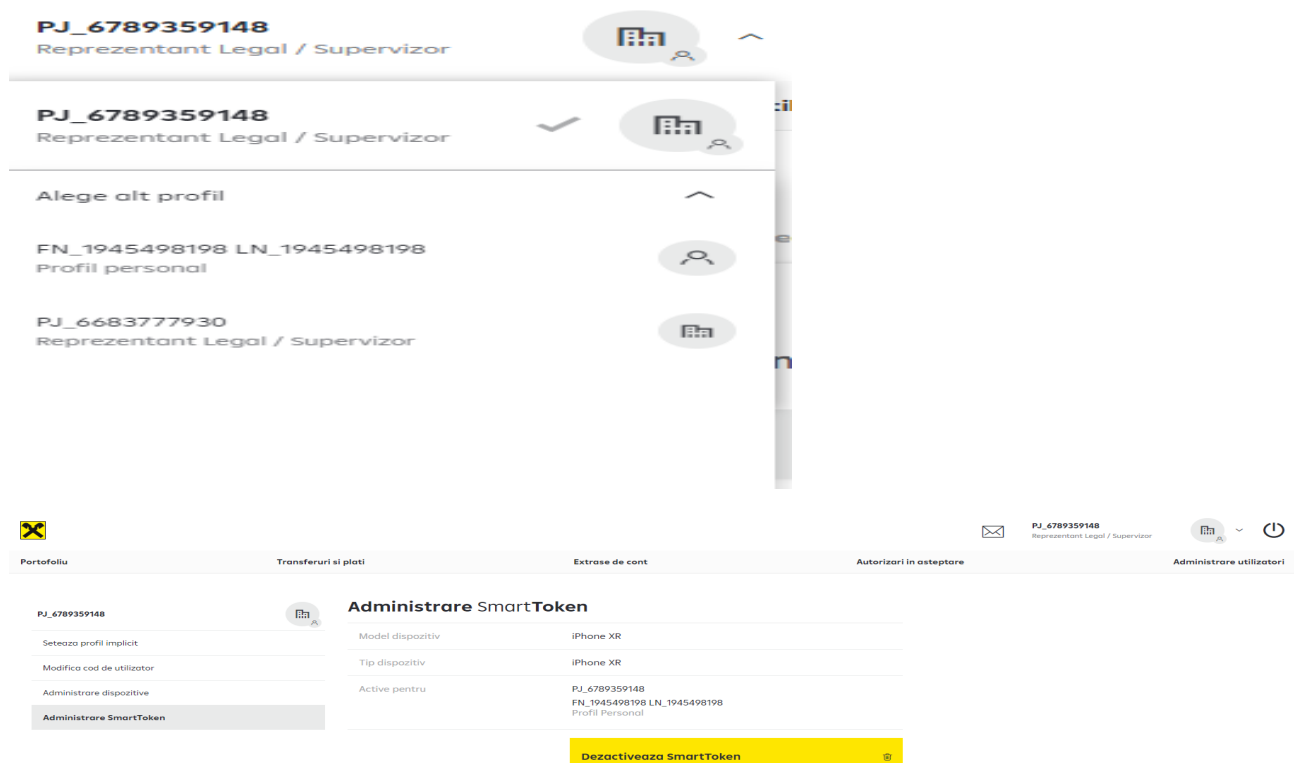 PJ_6789359148
Reprezentant Legal / Supervizor
PJ_6789359148
Reprezentant Legal / Supervizor
Alege alt profil
FN_1945498198 LN_1945498198
Profil personal
PJ_6683777930
Reprezentant Legal / Supervizor
PJ_6789359148
Reprezentant Legal / Supervizor
Portofoliu Transferuri si plati Extrase de cont Autorizari in asteptare Administrare utilizatori
PJ_6789359148
Seteaza profil implicit
Modifica cod de utilizator
Administrare dispozitive
Administrare SmartToken
Administrare SmartToken
Model dispozitiv iPhone XR
Tip dispozitiv iPhone XR
Active pentru PJ_6789359148
FN_1945498198 LN_1945498198
Profil Personal
Dezactiveaza SmartToken